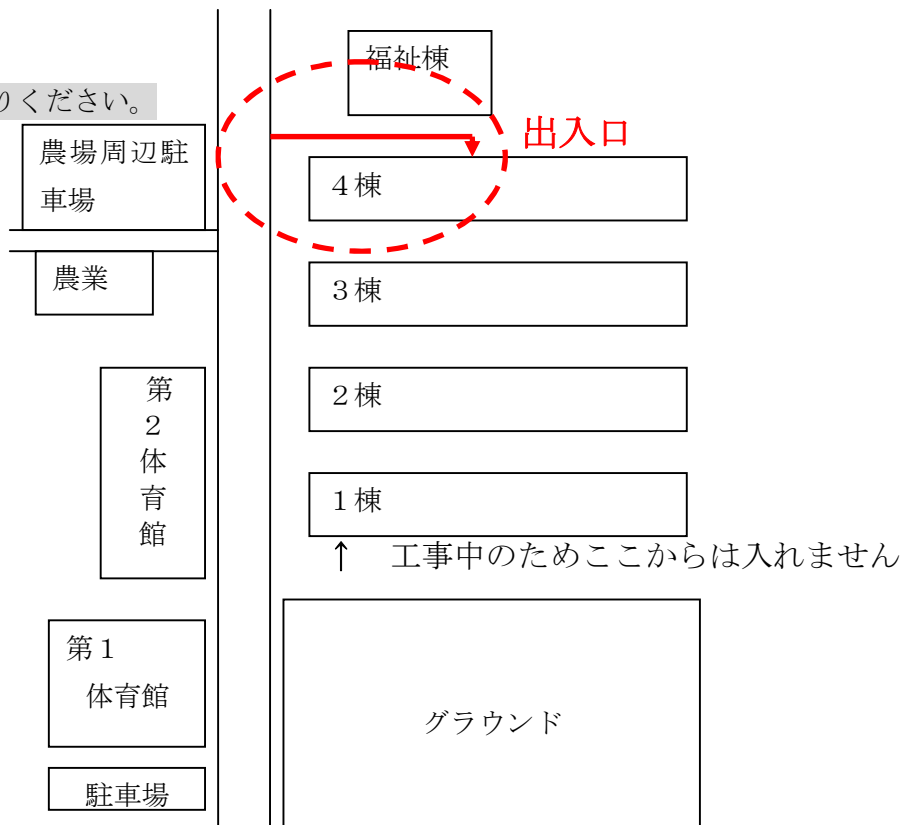 福祉棟
りください。
出入口
農場周辺駐
車場
４棟
農業
３棟
第
２
体
育
館
２棟
１棟
↑　工事中のためここからは入れません
第１
体育館
グラウンド
駐車場